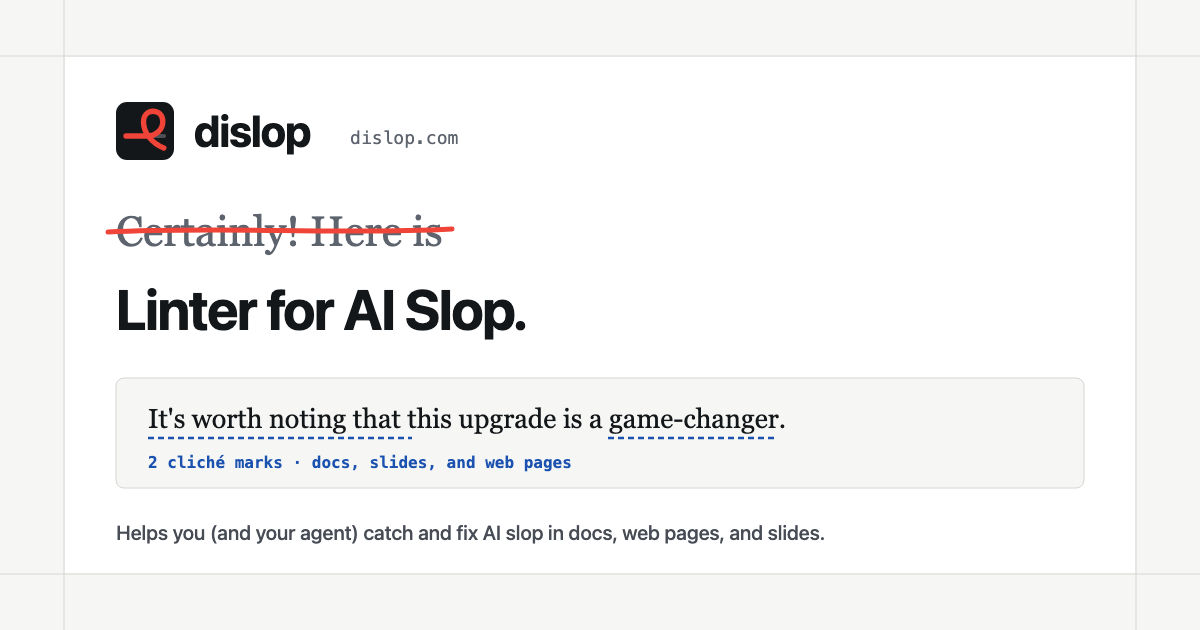 dislop
dislop.com
Certainly! Here is
Linter for AI Slop.
It's worth noting that this upgrade is a game-changer.
2 cliché marks · docs, slides, and web pages
Helps you (and your agent) catch and fix AI slop in docs, web pages, and slides.